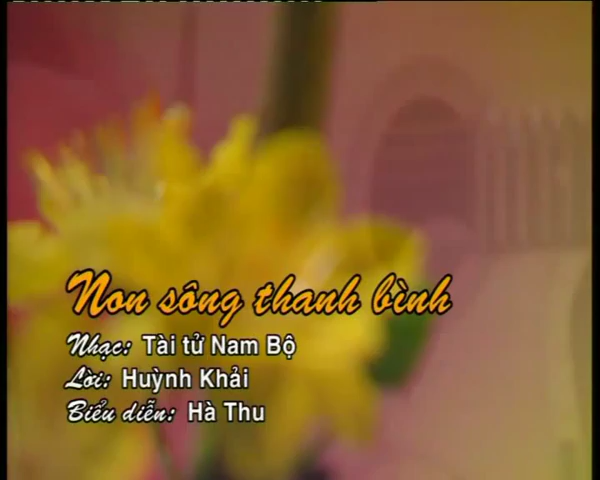 Non sông thanh bình
Nhạc: Tài tử Nam Bộ
Lời: Huỳnh Khải
Biểu diễn: Hà Thu